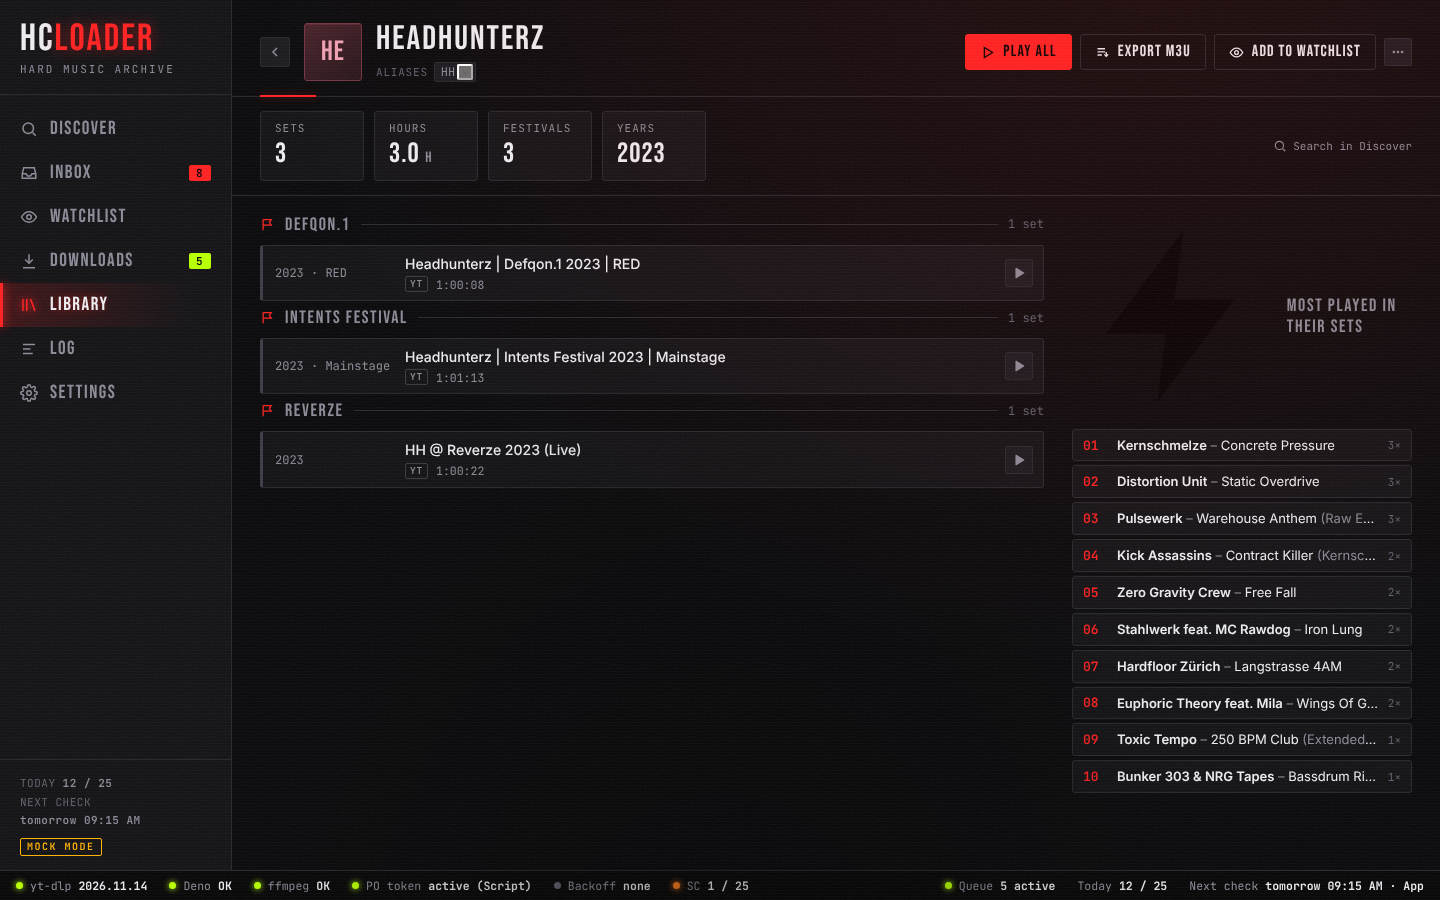 HCLOADER
HARD MUSIC ARCHIVE
DISCOVER
INBOX 8
WATCHLIST
DOWNLOADS 5
LIBRARY
LOG
SETTINGS
TODAY 12 / 25
NEXT CHECK
tomorrow 09:15 AM
MOCK MODE
HE
HEADHUNTERZ
ALIASES HH
PLAY ALL
EXPORT M3U
ADD TO WATCHLIST
SETS
3
HOURS
3.0 H
FESTIVALS
3
YEARS
2023
Search in Discover
DEFQON.1
1 set
2023 · RED
Headhunterz | Defqon.1 2023 | RED
YT 1:00:08
INTENTS FESTIVAL
1 set
2023 · Mainstage
Headhunterz | Intents Festival 2023 | Mainstage
YT 1:01:13
REVERZE
1 set
2023
HH @ Reverze 2023 (Live)
YT 1:00:22
MOST PLAYED IN
THEIR SETS
01 Kernschmelze – Concrete Pressure 3×
02 Distortion Unit – Static Overdrive 3×
03 Pulsewerk – Warehouse Anthem (Raw E... 3×
04 Kick Assassins – Contract Killer (Kernsc... 2×
05 Zero Gravity Crew – Free Fall 2×
06 Stahlwerk feat. MC Rawdog – Iron Lung 2×
07 Hardfloor Zürich – Langstrasse 4AM 2×
08 Euphoric Theory feat. Mila – Wings Of G... 2×
09 Toxic Tempo – 250 BPM Club (Extended... 1×
10 Bunker 303 & NRG Tapes – Bassdrum Ri... 1×
yt-dlp 2026.11.14 Deno OK ffmpeg OK PO token active (Script) Backoff none SC 1 / 25 Queue 5 active Today 12 / 25 Next check tomorrow 09:15 AM · App